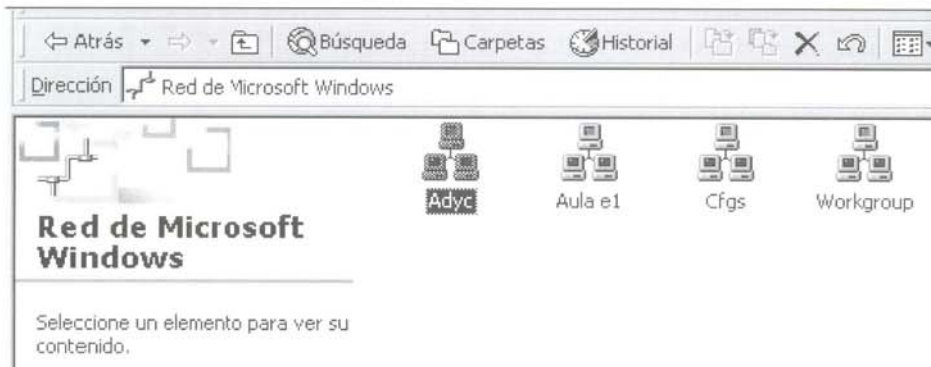 Atrás Búsqueda Carpetas Historial
Dirección Red de Microsoft Windows
Adyc Aula e1 Cfgs Workgroup
Red de Microsoft
Windows
Seleccione un elemento para ver su
contenido.